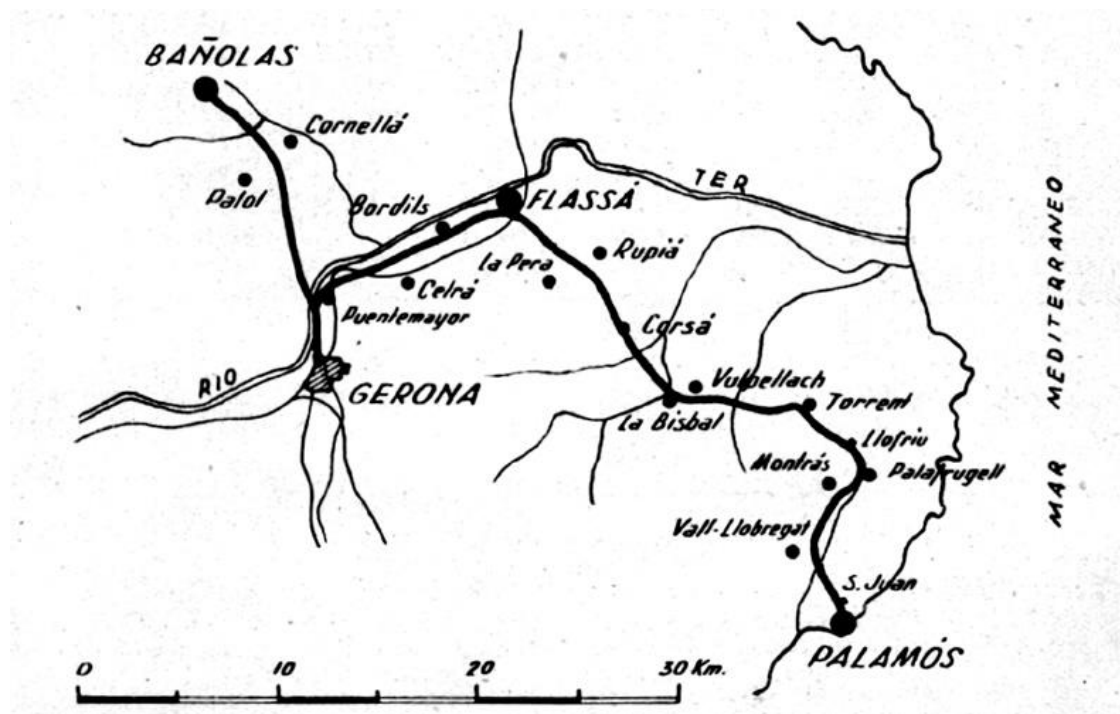 BAÑOLAS
Cornellá
Palol
Bordils
FLASSÁ
TER
Rupiá
La Pera
Celrá
Puentemayor
Corsá
RIO
GERONA
Vulpellach
La Bisbal
Torrent
Llofriu
Montrás
Palafrugell
Vall-Llobregat
S. Juan
PALAMÓS
MAR MEDITERRANEO
0 10 20 30 Km.